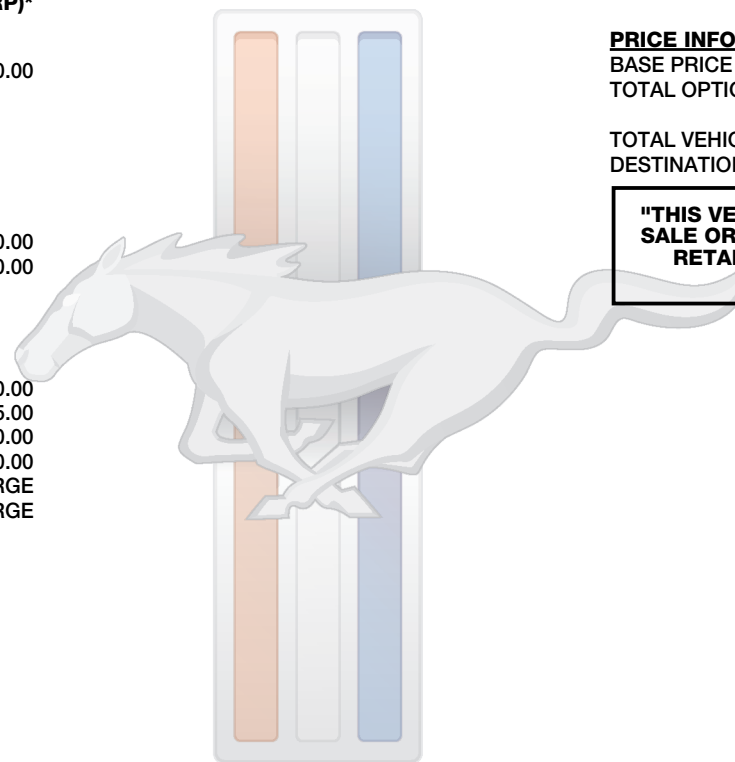 RP)*
0.00
0.00
0.00
0.00
5.00
0.00
0.00
RGE
RGE
PRICE INFO
BASE PRICE
TOTAL OPTIO
TOTAL VEHIC
DESTINATION
"THIS VE
SALE OR
RETAI